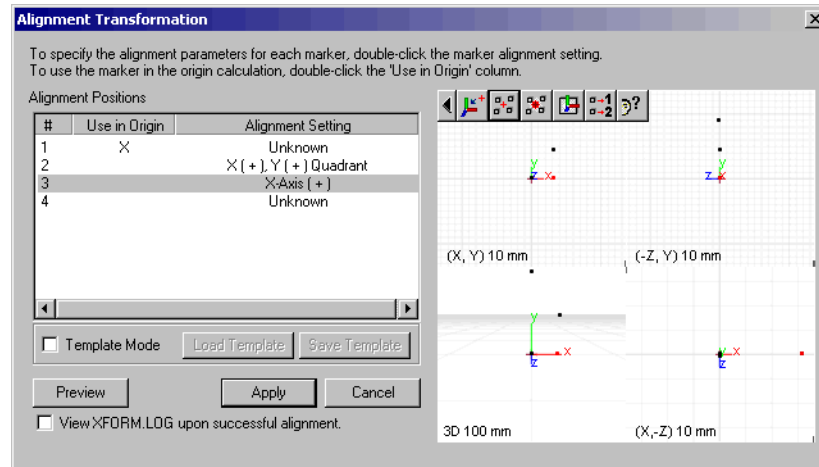 Alignment Transformation
To specify the alignment parameters for each marker, double-click the marker alignment setting.
To use the marker in the origin calculation, double-click the 'Use in Origin' column.
Alignment Positions
# Use in Origin Alignment Setting
1 X Unknown
2 X ( + ), Y ( + ) Quadrant
3 X-Axis ( + )
4 Unknown
Template Mode Load Template Save Template
Preview Apply Cancel
View XFORM.LOG upon successful alignment.
1
2
?
y
z x
(X, Y) 10 mm
y
z x
(-Z, Y) 10 mm
y
x
z
3D 100 mm
y x
z
(X,-Z) 10 mm